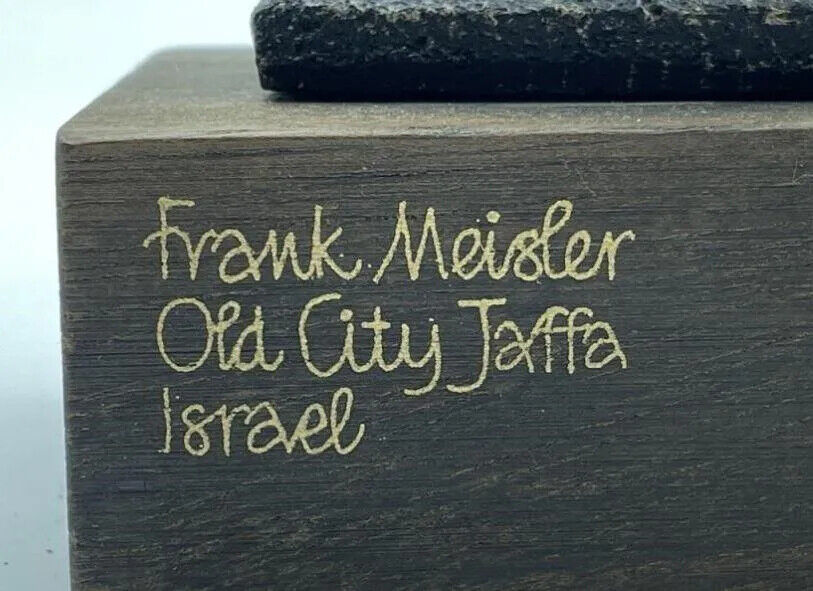 Frank Meisler
Old City Jaffa
Israel